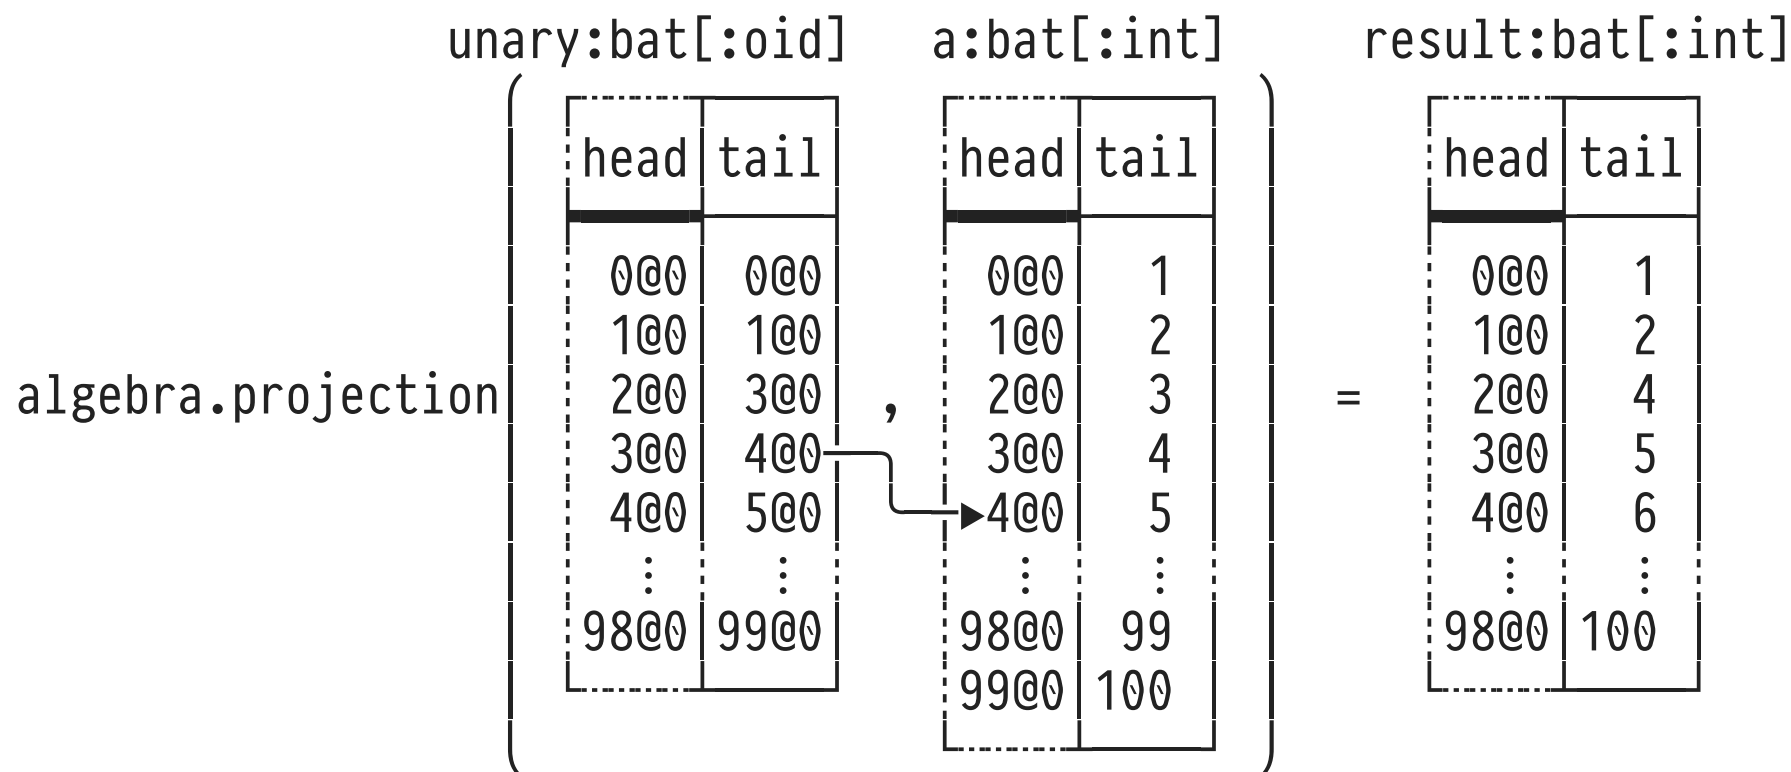 unary:bat[:oid] a:bat[:int] result:bat[:int]
head tail head tail head tail
0@0 0@0 0@0 1 0@0 1
1@0 1@0 1@0 2 1@0 2
algebra.projection( 2@0 3@0 , 2@0 3 ) = 2@0 4
3@0 4@0 3@0 4 3@0 5
4@0 5@0 4@0 5 4@0 6
⋮ ⋮ ⋮ ⋮ ⋮ ⋮
98@0 99@0 98@0 99 98@0 100
99@0 100